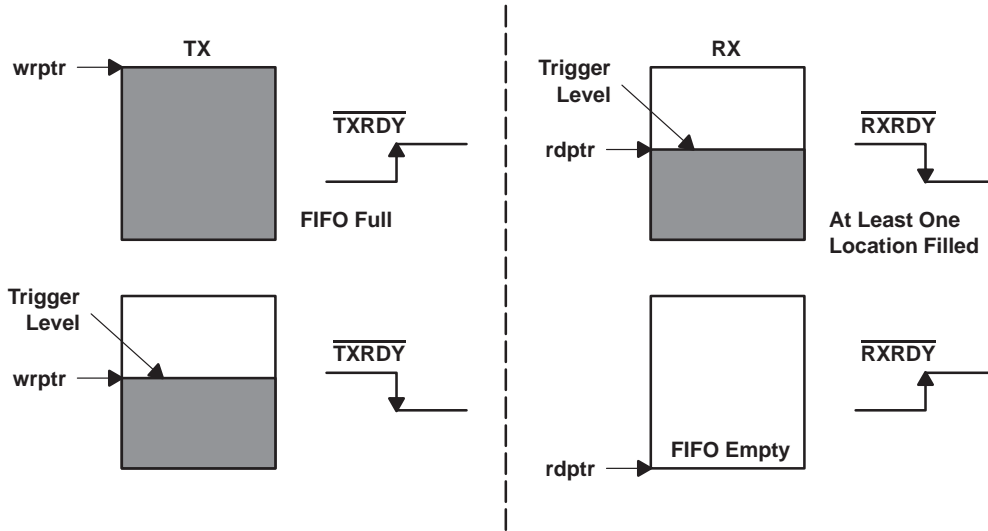 TX
wrptr
TXRDY
FIFO Full
Trigger
Level
wrptr
TXRDY
RX
Trigger
Level
rdptr
RXRDY
At Least One
Location Filled
RXRDY
FIFO Empty
rdptr